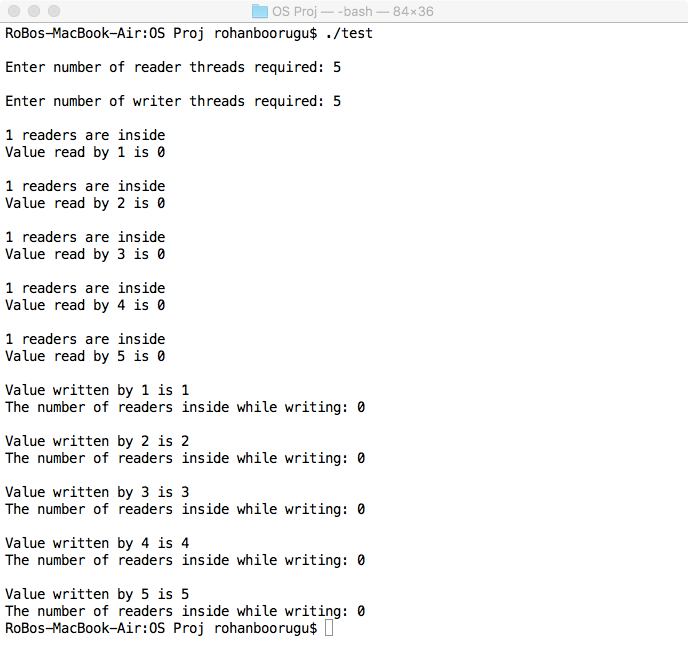 OS Proj — -bash — 84×36
RoBos-MacBook-Air:OS Proj rohanboorugu$ ./test
Enter number of reader threads required: 5
Enter number of writer threads required: 5
1 readers are inside
Value read by 1 is 0
1 readers are inside
Value read by 2 is 0
1 readers are inside
Value read by 3 is 0
1 readers are inside
Value read by 4 is 0
1 readers are inside
Value read by 5 is 0
Value written by 1 is 1
The number of readers inside while writing: 0
Value written by 2 is 2
The number of readers inside while writing: 0
Value written by 3 is 3
The number of readers inside while writing: 0
Value written by 4 is 4
The number of readers inside while writing: 0
Value written by 5 is 5
The number of readers inside while writing: 0
RoBos-MacBook-Air:OS Proj rohanboorugu$